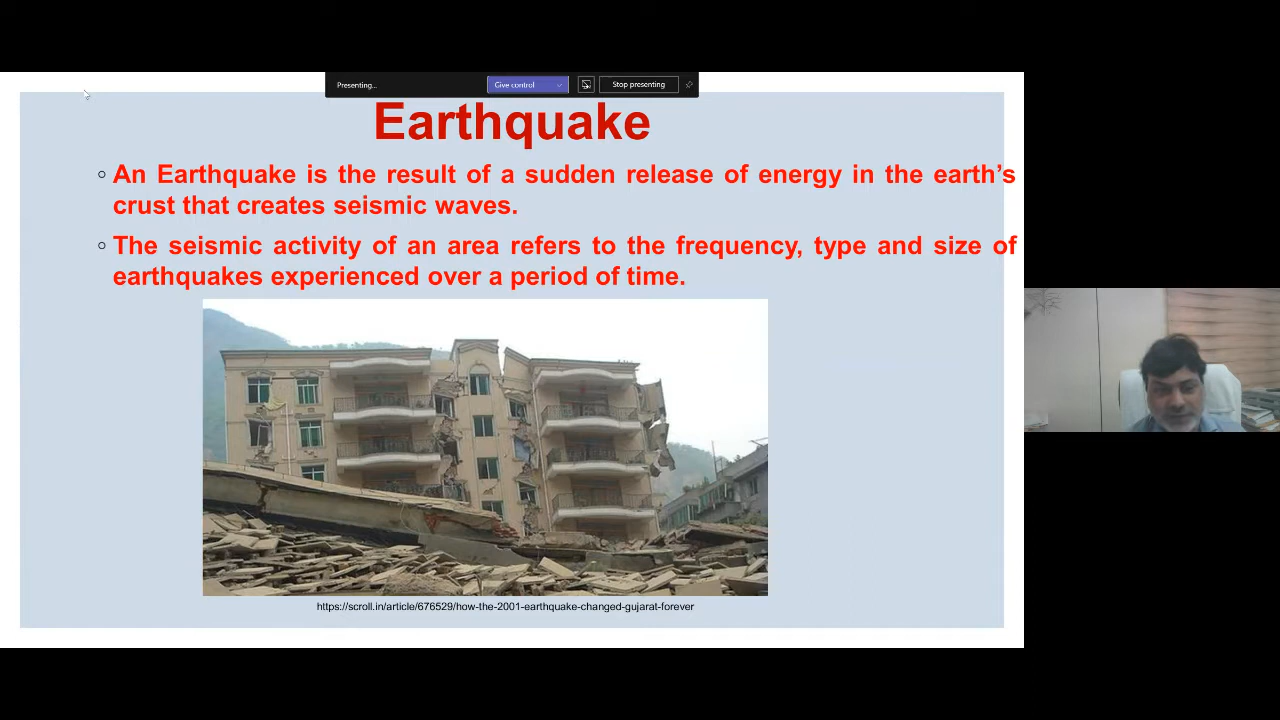 Presenting...
Give control
Stop presenting
Earthquake
An Earthquake is the result of a sudden release of energy in the earth’s
crust that creates seismic waves.
The seismic activity of an area refers to the frequency, type and size of
earthquakes experienced over a period of time.
https://scroll.in/article/676529/how-the-2001-earthquake-changed-gujarat-forever